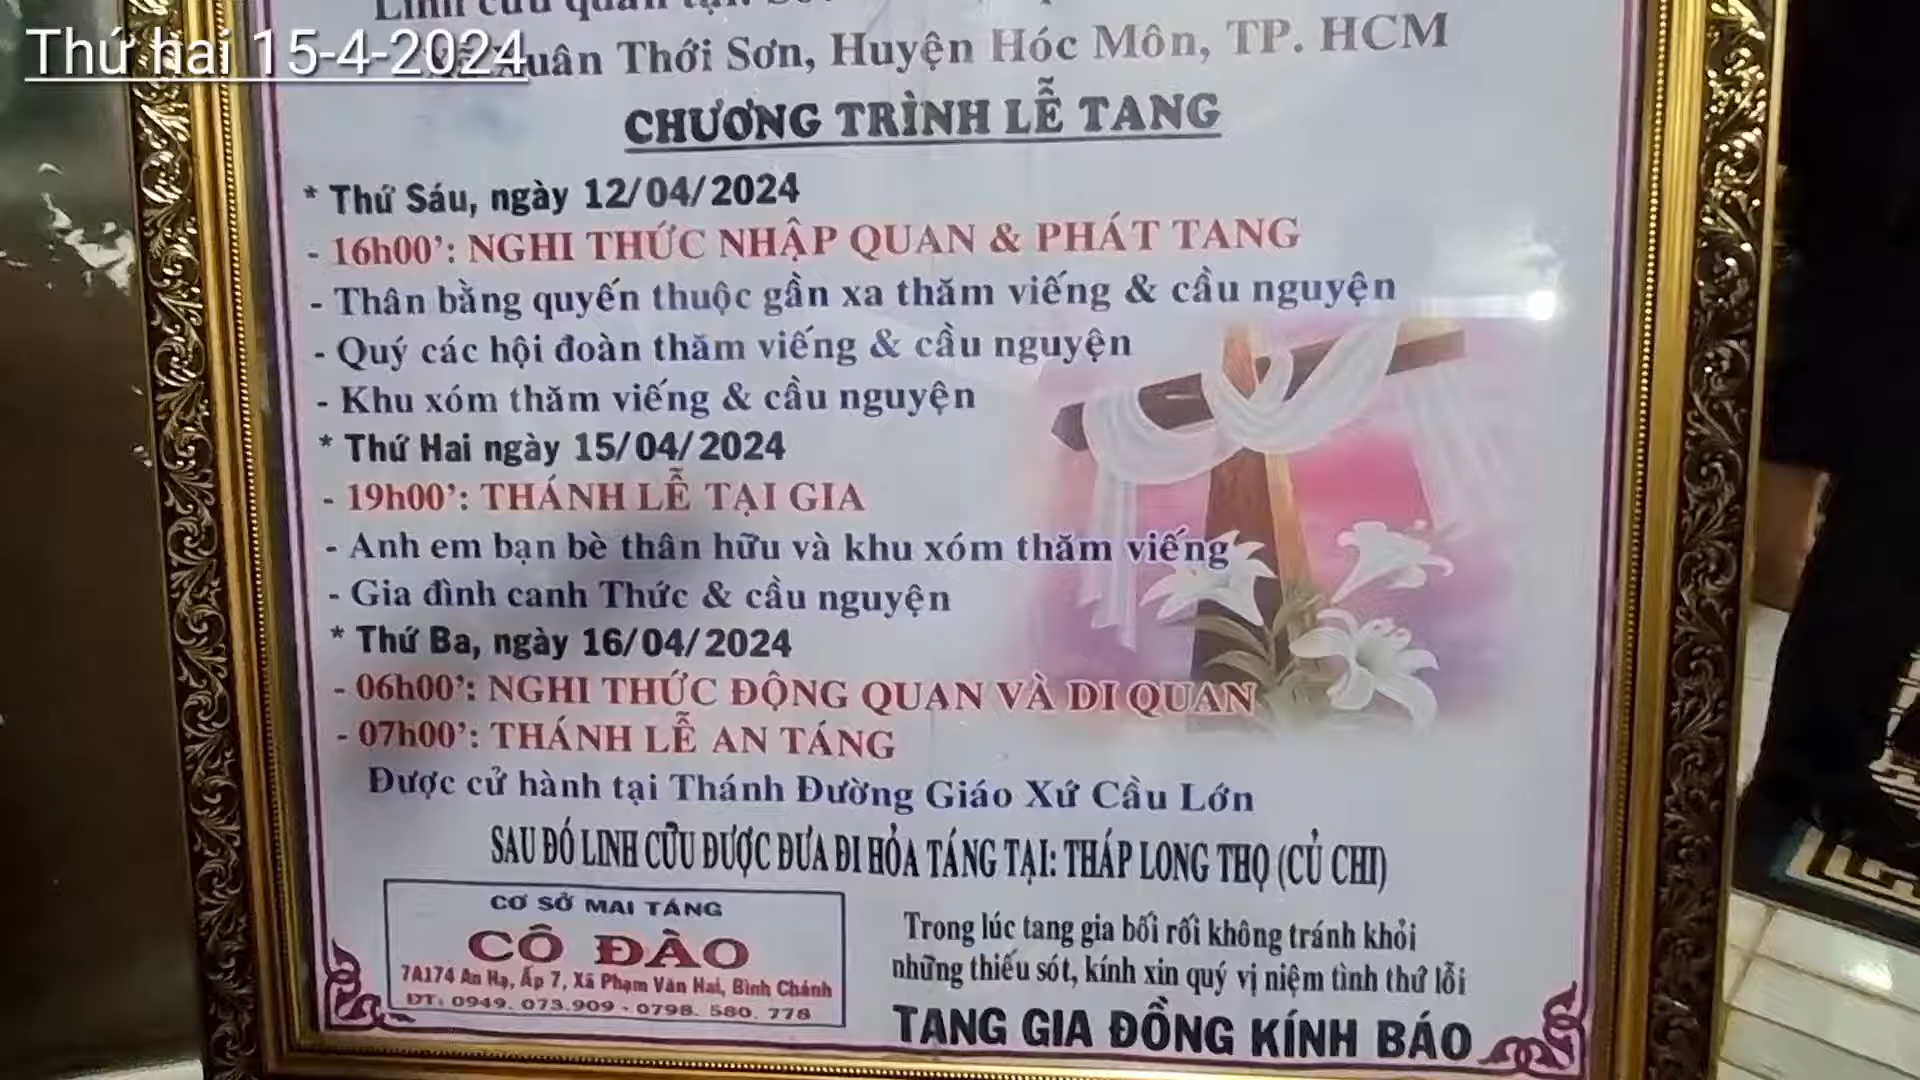 Thứ hai 15-4-2024
Linh cữu quàn tại:
Xuân Thới Sơn, Huyện Hóc Môn, TP. HCM
CHƯƠNG TRÌNH LỄ TANG
* Thứ Sáu, ngày 12/04/2024
- 16h00’: NGHI THỨC NHẬP QUAN & PHÁT TANG
- Thân bằng quyến thuộc gần xa thăm viếng & cầu nguyện
- Quý các hội đoàn thăm viếng & cầu nguyện
- Khu xóm thăm viếng & cầu nguyện
* Thứ Hai ngày 15/04/2024
- 19h00’: THÁNH LỄ TẠI GIA
- Anh em bạn bè thân hữu và khu xóm thăm viếng
- Gia đình canh Thức & cầu nguyện
* Thứ Ba, ngày 16/04/2024
- 06h00’: NGHI THỨC ĐỘNG QUAN VÀ DI QUAN
- 07h00’: THÁNH LỄ AN TÁNG
Được cử hành tại Thánh Đường Giáo Xứ Cầu Lớn
SAU ĐÓ LINH CỮU ĐƯỢC ĐƯA ĐI HỎA TÁNG TẠI: THÁP LONG THỌ (CỦ CHI)
CƠ SỞ MAI TÁNG
CÔ ĐÀO
7A174 An Hạ, Ấp 7, Xã Phạm Văn Hai, Bình Chánh
ĐT: 0949. 073.909 - 0798. 580. 778
Trong lúc tang gia bối rối không tránh khỏi
những thiếu sót, kính xin quý vị niệm tình thứ lỗi
TANG GIA ĐỒNG KÍNH BÁO